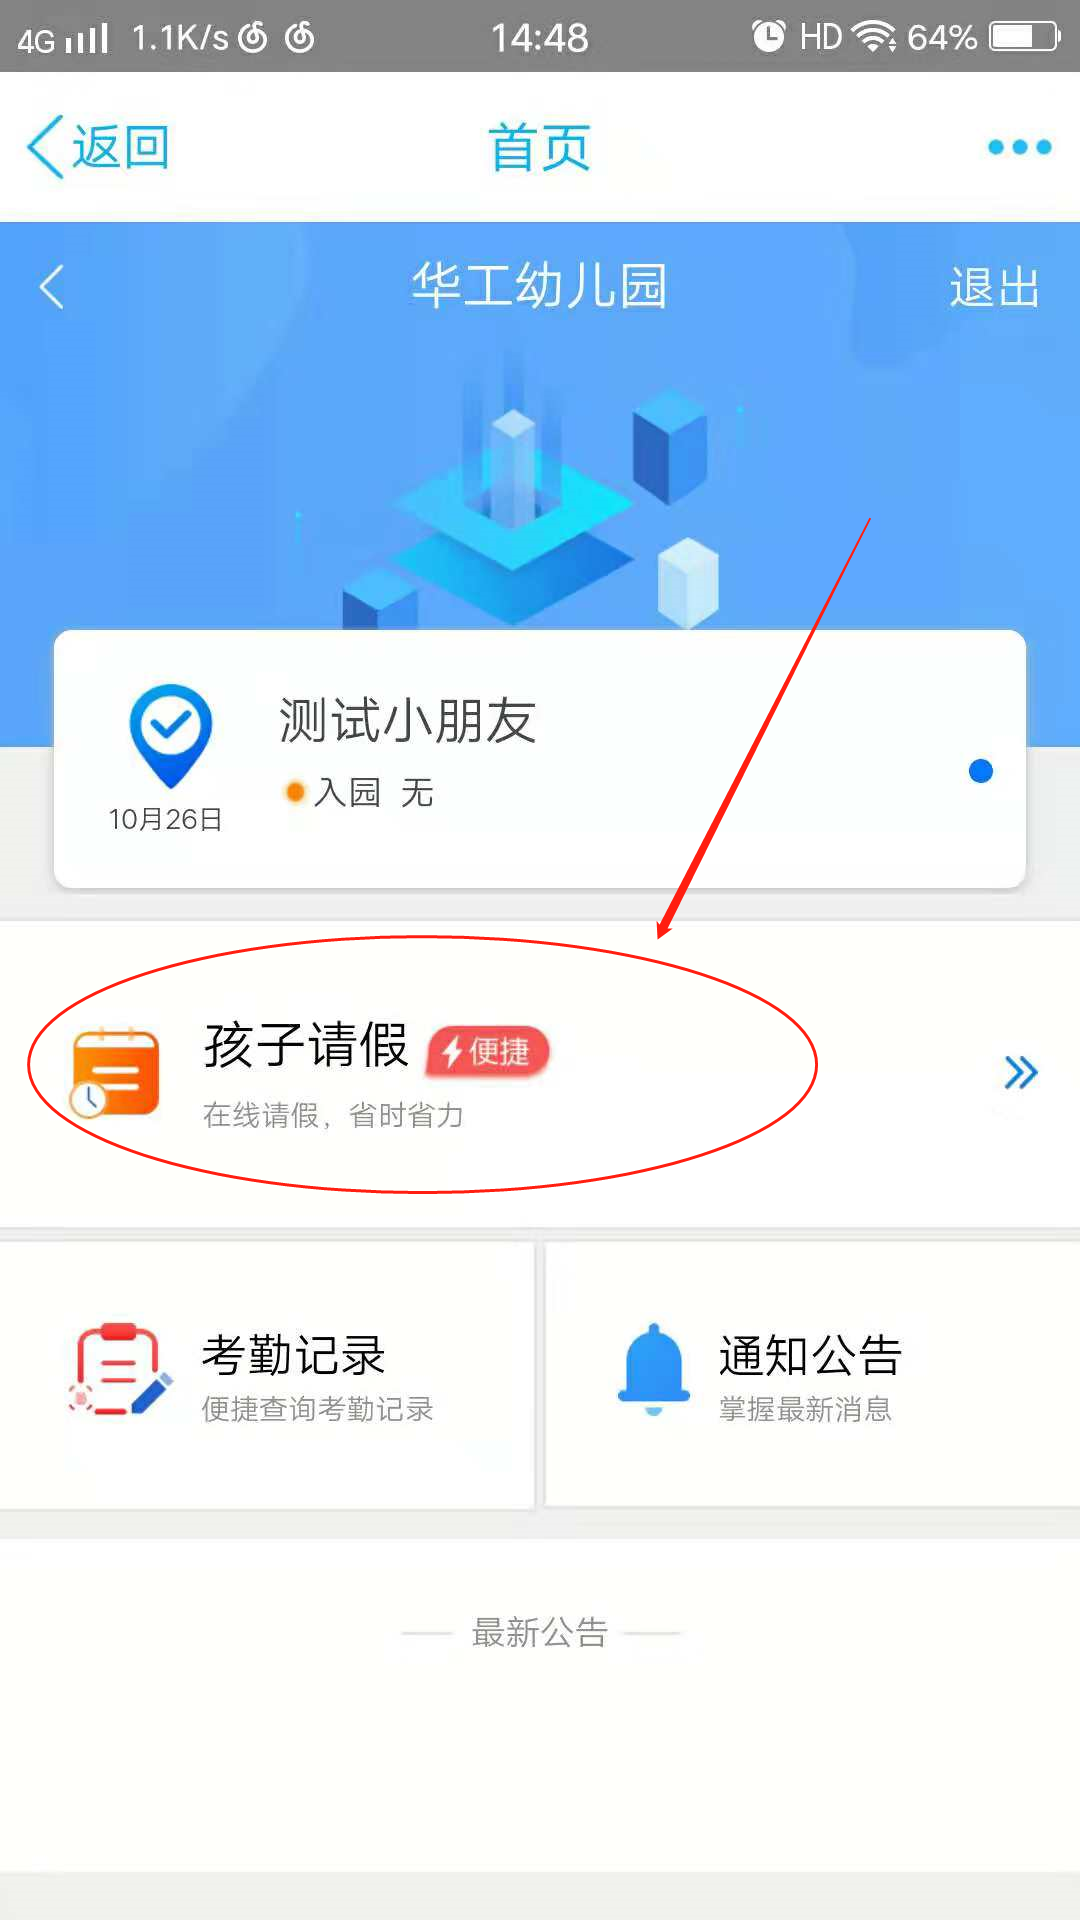 4G 1.1K/s 14:48 HD 64%
返回 首页
华工幼儿园 退出
测试小朋友
入园 无
10月26日
孩子请假 便捷
在线请假，省时省力
考勤记录
便捷查询考勤记录
通知公告
掌握最新消息
最新公告